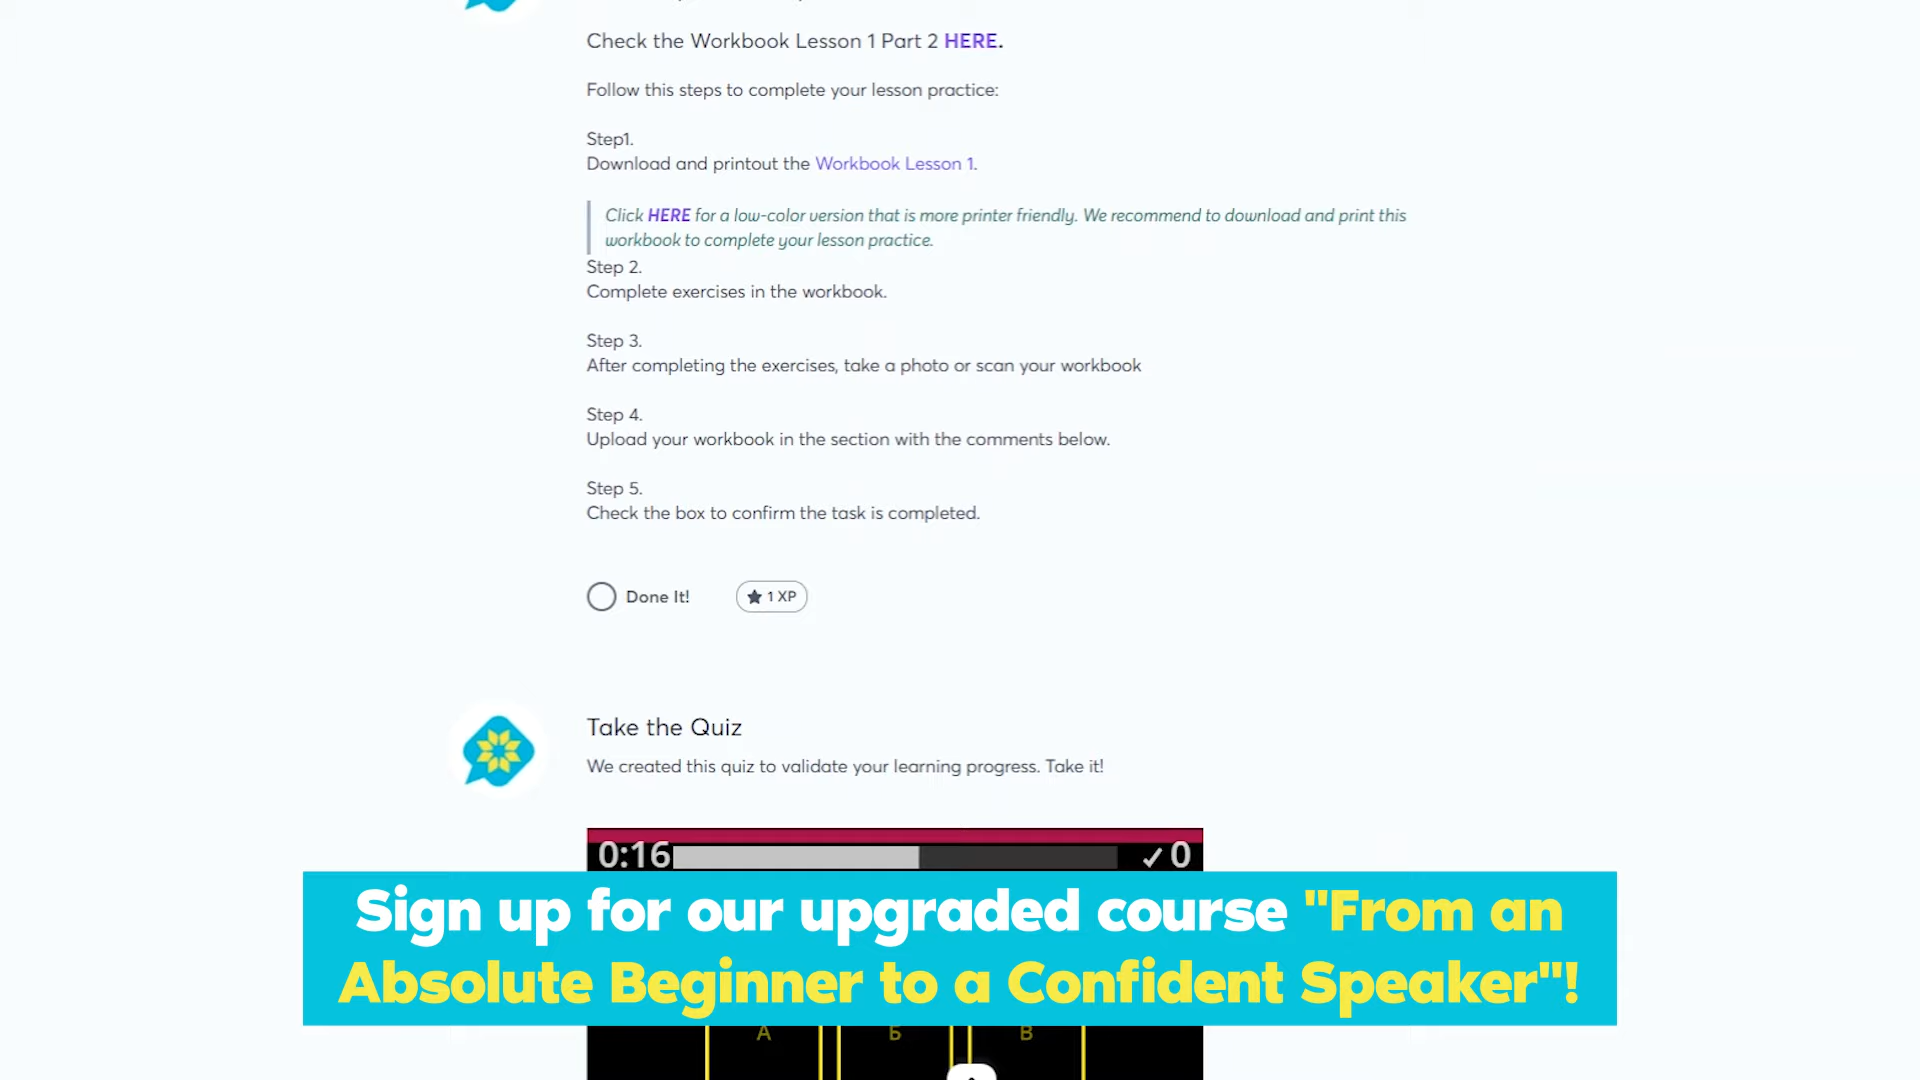 Check the Workbook Lesson 1 Part 2 HERE.
Follow this steps to complete your lesson practice:
Step1.
Download and printout the Workbook Lesson 1.
Click HERE for a low-color version that is more printer friendly. We recommend to download and print this
workbook to complete your lesson practice.
Step 2.
Complete exercises in the workbook.
Step 3.
After completing the exercises, take a photo or scan your workbook
Step 4.
Upload your workbook in the section with the comments below.
Step 5.
Check the box to confirm the task is completed.
Done It! 1 XP
Take the Quiz
We created this quiz to validate your learning progress. Take it!
0:16 ✓0
Sign up for our upgraded course "From an
Absolute Beginner to a Confident Speaker"!
А Б В